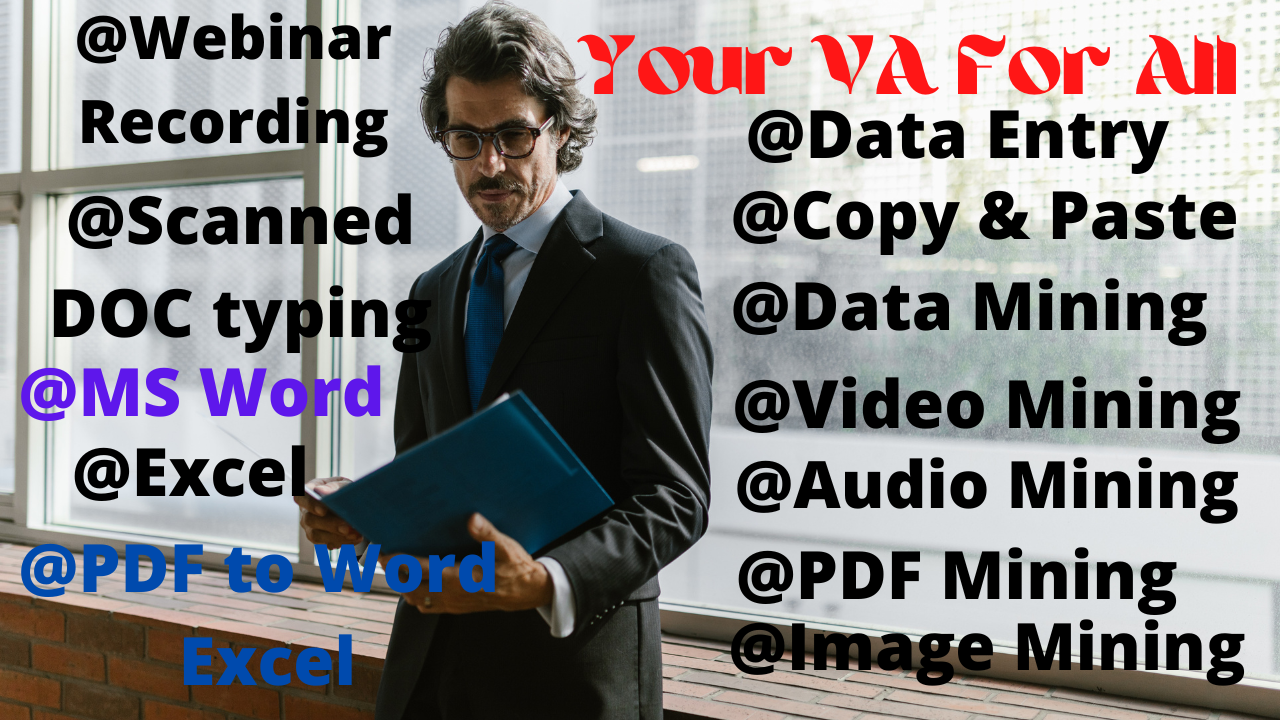 @Webinar
Recording
@Scanned
DOC typing
@MS Word
@Excel
@PDF to Word
Excel
Your VA For All
@Data Entry
@Copy & Paste
@Data Mining
@Video Mining
@Audio Mining
@PDF Mining
@Image Mining